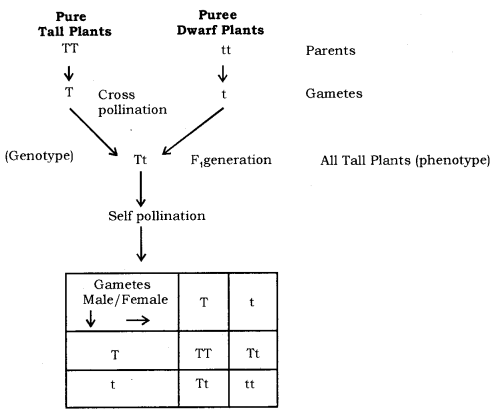 Pure Puree
Tall Plants Dwarf Plants
TT tt Parents
T Cross pollination t Gametes
(Genotype) Tt F₁generation All Tall Plants (phenotype)
Self pollination
Gametes
Male/Female T t
T TT Tt
t Tt tt